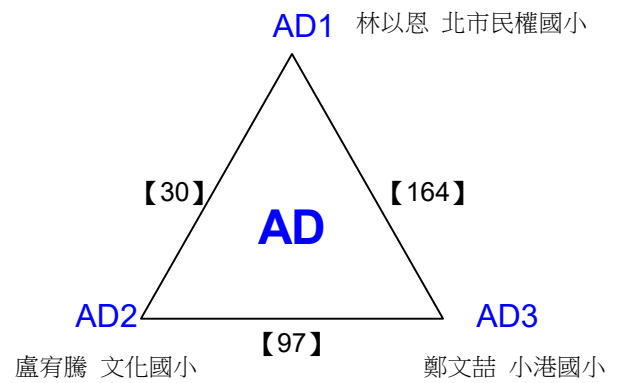 AD1 林以恩 北市民權國小
【30】 【164】
AD
AD2 AD3
【97】
盧宥騰 文化國小 鄭文喆 小港國小